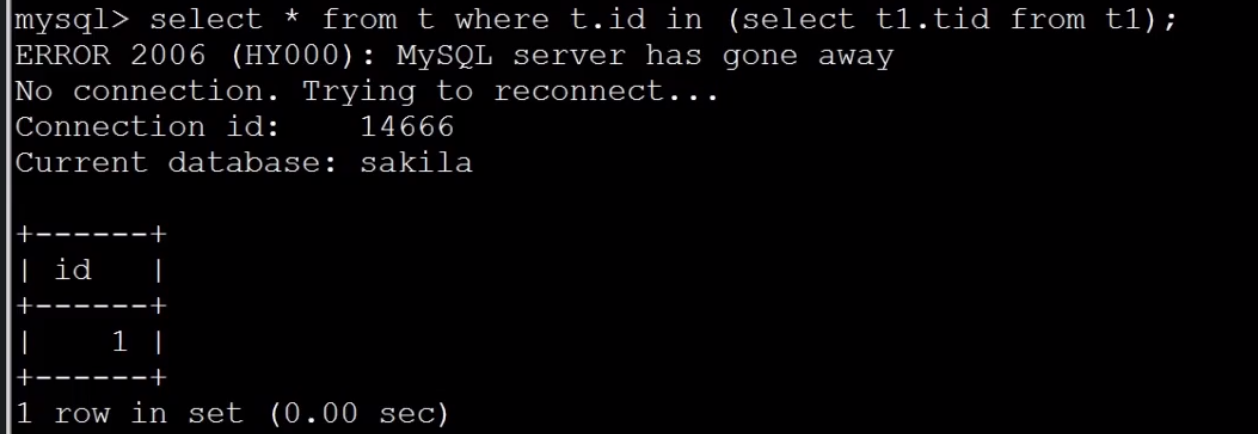 mysql> select * from t where t.id in (select t1.tid from t1);
ERROR 2006 (HY000): MySQL server has gone away
No connection. Trying to reconnect...
Connection id:    14666
Current database: sakila

+------+
| id   |
+------+
|    1 |
+------+
1 row in set (0.00 sec)